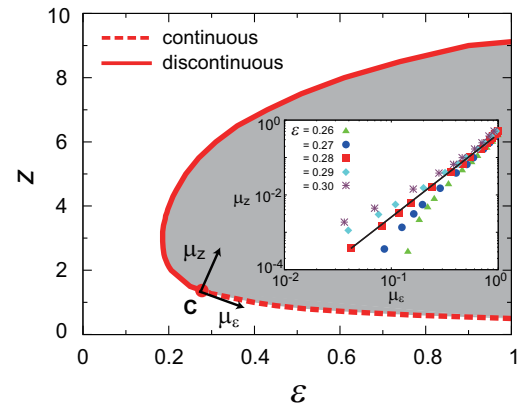 10
8
6
4
2
0
z
continuous
discontinuous
ε = 0.26
= 0.27
= 0.28
= 0.29
= 0.30
10⁰
10⁻²
10⁻⁴
μz
10⁻¹
10⁰
με
μz
C
με
0
0.2
0.4
0.6
0.8
1
ε